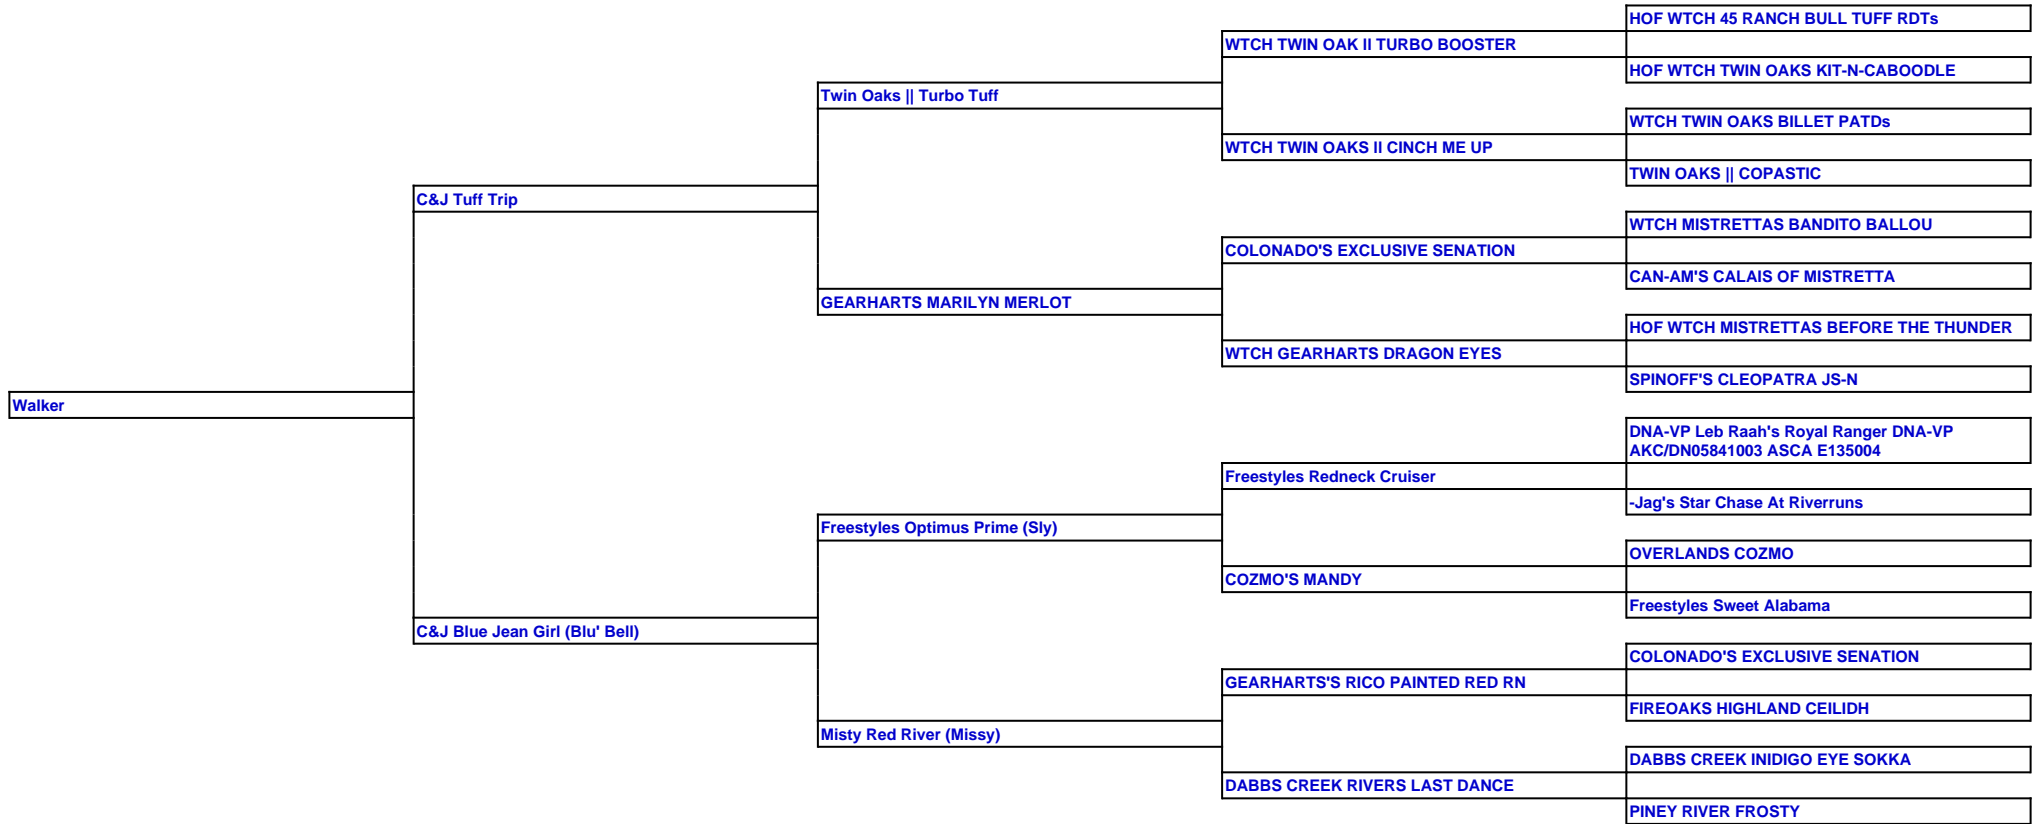 HOF WTCH 45 RANCH BULL TUFF RDTs
WTCH TWIN OAK II TURBO BOOSTER
HOF WTCH TWIN OAKS KIT-N-CABOODLE
Twin Oaks || Turbo Tuff
WTCH TWIN OAKS BILLET PATDs
WTCH TWIN OAKS II CINCH ME UP
TWIN OAKS || COPASTIC
C&J Tuff Trip
WTCH MISTRETTAS BANDITO BALLOU
COLONADO'S EXCLUSIVE SENATION
CAN-AM'S CALAIS OF MISTRETTA
GEARHARTS MARILYN MERLOT
HOF WTCH MISTRETTAS BEFORE THE THUNDER
WTCH GEARHARTS DRAGON EYES
SPINOFF'S CLEOPATRA JS-N
Walker
DNA-VP Leb Raah's Royal Ranger DNA-VP
AKC/DN05841003 ASCA E135004
Freestyles Redneck Cruiser
-Jag's Star Chase At Riverruns
Freestyles Optimus Prime (Sly)
OVERLANDS COZMO
COZMO'S MANDY
Freestyles Sweet Alabama
C&J Blue Jean Girl (Blu' Bell)
COLONADO'S EXCLUSIVE SENATION
GEARHARTS'S RICO PAINTED RED RN
FIREOAKS HIGHLAND CEILIDH
Misty Red River (Missy)
DABBS CREEK INIDIGO EYE SOKKA
DABBS CREEK RIVERS LAST DANCE
PINEY RIVER FROSTY